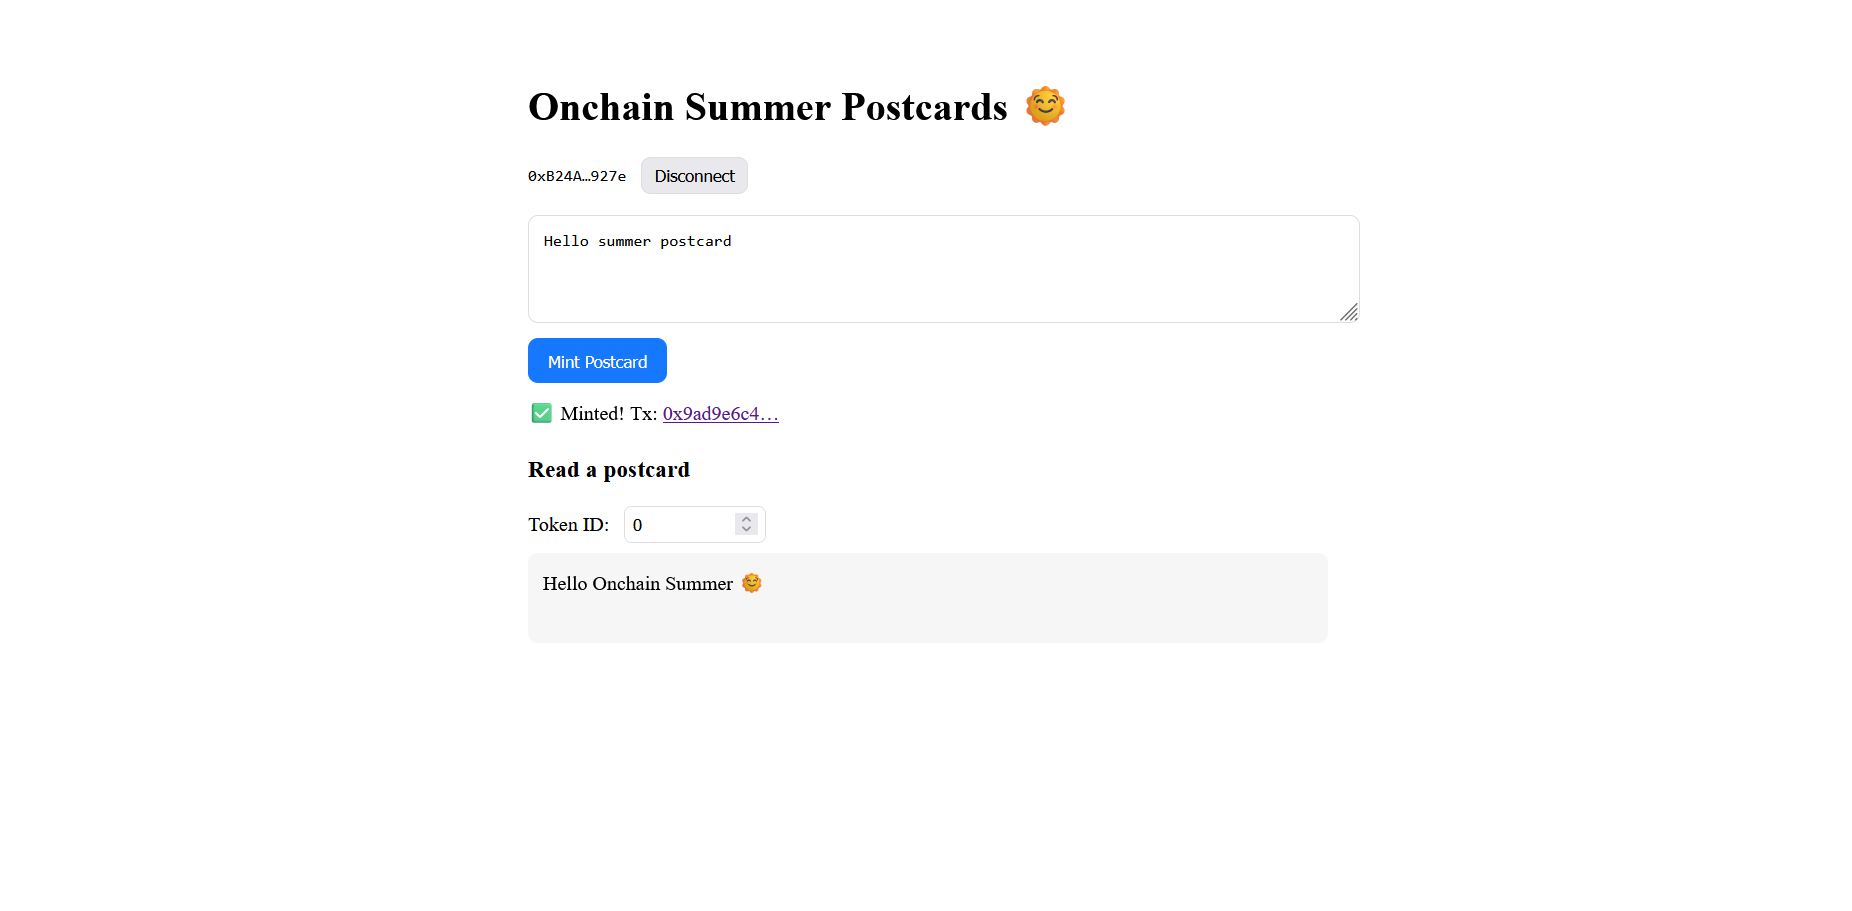 Onchain Summer Postcards 🌞
0xB24A…927e Disconnect
Hello summer postcard
Mint Postcard
✅ Minted! Tx: 0x9ad9e6c4…
Read a postcard
Token ID: 0
Hello Onchain Summer 🌞